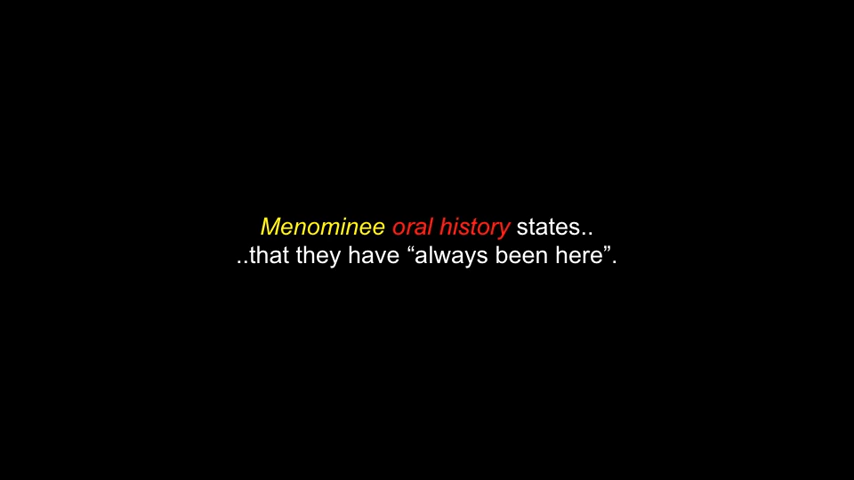 Menominee oral history states..
..that they have “always been here”.